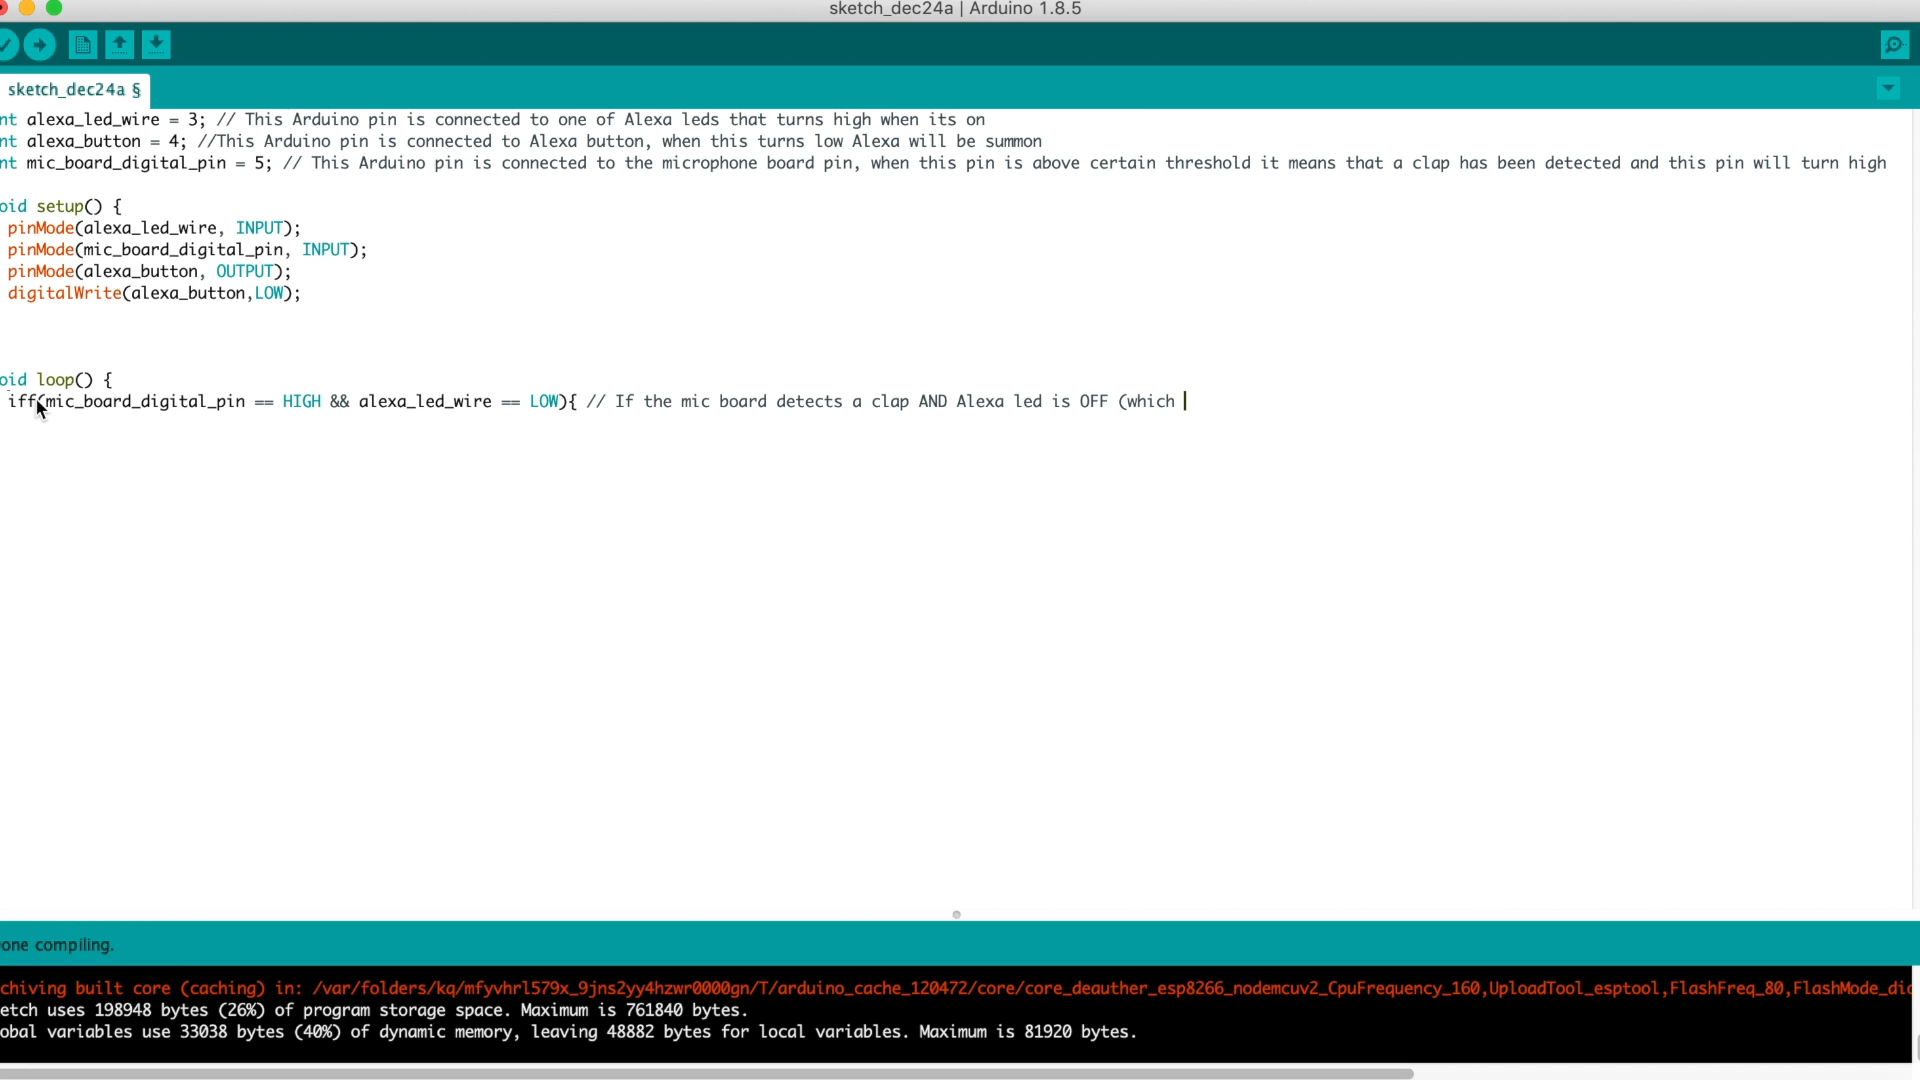 sketch_dec24a | Arduino 1.8.5
sketch_dec24a §
nt alexa_led_wire = 3; // This Arduino pin is connected to one of Alexa leds that turns high when its on
nt alexa_button = 4; //This Arduino pin is connected to Alexa button, when this turns low Alexa will be summon
nt mic_board_digital_pin = 5; // This Arduino pin is connected to the microphone board pin, when this pin is above certain threshold it means that a clap has been detected and this pin will turn high
oid setup() {
pinMode(alexa_led_wire, INPUT);
pinMode(mic_board_digital_pin, INPUT);
pinMode(alexa_button, OUTPUT);
digitalWrite(alexa_button,LOW);
oid loop() {
iff(mic_board_digital_pin == HIGH && alexa_led_wire == LOW){ // If the mic board detects a clap AND Alexa led is OFF (which
one compiling.
chiving built core (caching) in: /var/folders/kq/mfyvhrl579x_9jns2yy4hzwr0000gn/T/arduino_cache_120472/core/core_deauther_esp8266_nodemcuv2_CpuFrequency_160,UploadTool_esptool,FlashFreq_80,FlashMode_dio
etch uses 198948 bytes (26%) of program storage space. Maximum is 761840 bytes.
obal variables use 33038 bytes (40%) of dynamic memory, leaving 48882 bytes for local variables. Maximum is 81920 bytes.